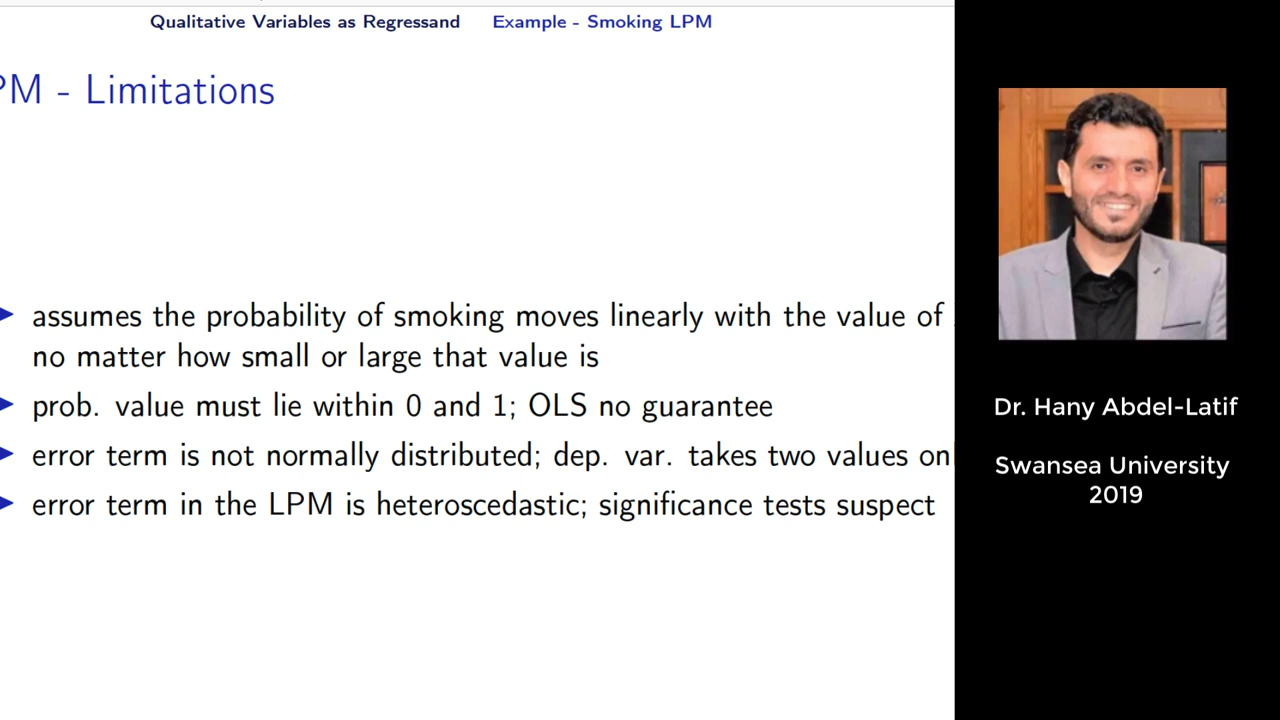 Qualitative Variables as Regressand Example - Smoking LPM
PM - Limitations
assumes the probability of smoking moves linearly with the value of
no matter how small or large that value is
prob. value must lie within 0 and 1; OLS no guarantee
error term is not normally distributed; dep. var. takes two values onl
error term in the LPM is heteroscedastic; significance tests suspect
Dr. Hany Abdel-Latif
Swansea University
2019